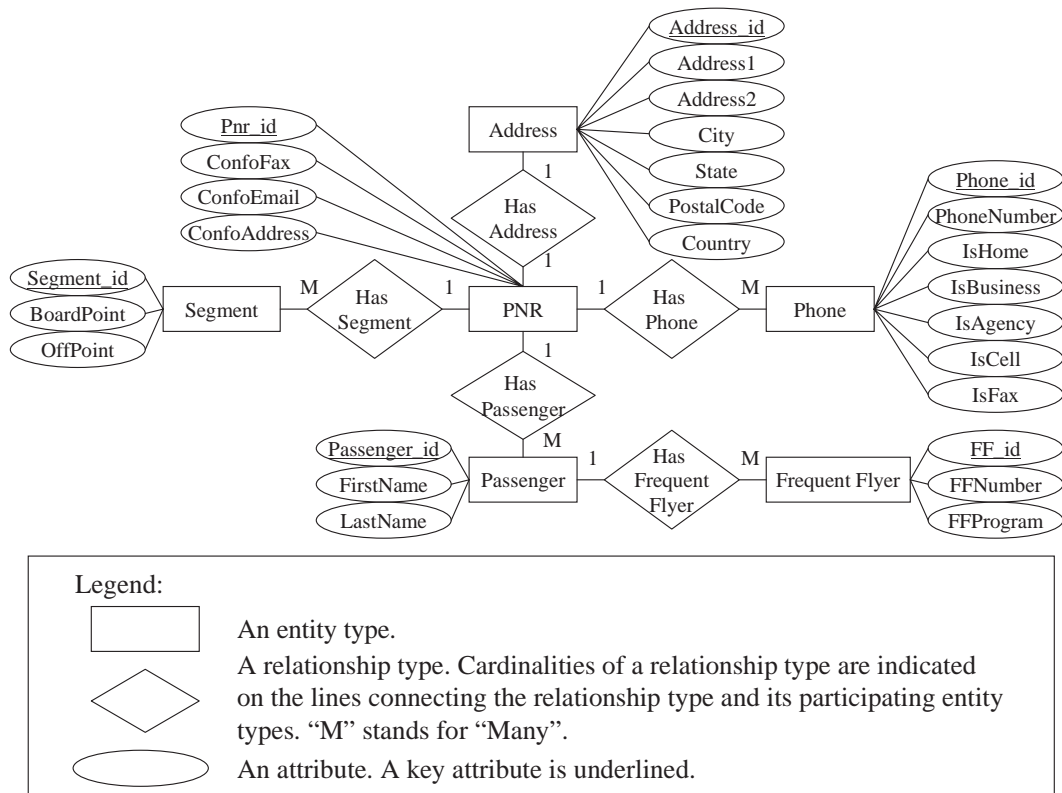 Address_id
Address1
Address2
City
State
PostalCode
Country
Address
Pnr_id
ConfoFax
ConfoEmail
ConfoAddress
1
Has
Address
1
Phone_id
PhoneNumber
IsHome
IsBusiness
IsAgency
IsCell
IsFax
Segment_id
BoardPoint
OffPoint
Segment
M
Has
Segment
1
PNR
1
Has
Phone
M
Phone
1
Has
Passenger
M
Passenger_id
FirstName
LastName
Passenger
1
Has
Frequent
Flyer
M
Frequent Flyer
FF_id
FFNumber
FFProgram
Legend:
An entity type.
A relationship type. Cardinalities of a relationship type are indicated
on the lines connecting the relationship type and its participating entity
types. “M” stands for “Many”.
An attribute. A key attribute is underlined.